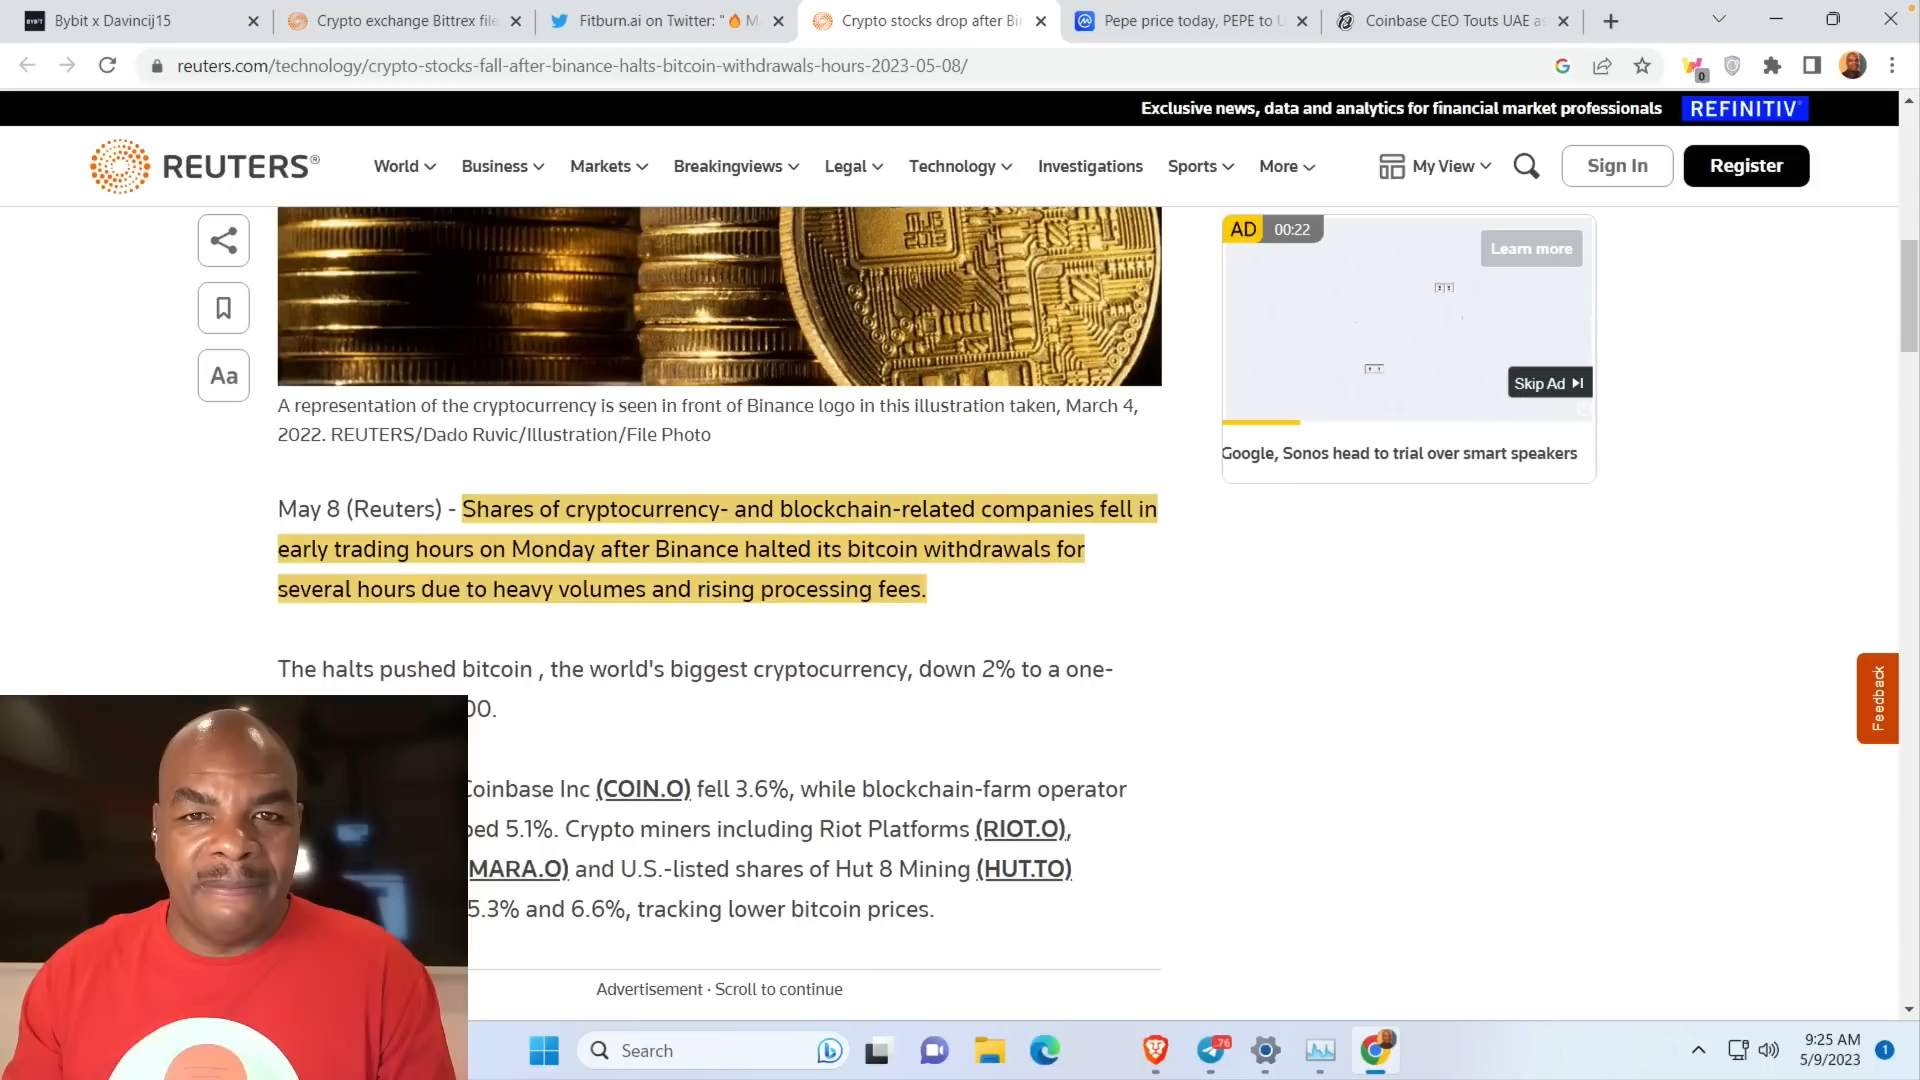 Bybit x Davincij15
Crypto exchange Bittrex file
Fitburn.ai on Twitter: "🔥 M
Crypto stocks drop after Bi
Pepe price today, PEPE to U
Coinbase CEO Touts UAE a
reuters.com/technology/crypto-stocks-fall-after-binance-halts-bitcoin-withdrawals-hours-2023-05-08/
0
Exclusive news, data and analytics for financial market professionals REFINITIV
REUTERS®
World
Business
Markets
Breakingviews
Legal
Technology
Investigations
Sports
More
My View
Sign In
Register
Aa
A representation of the cryptocurrency is seen in front of Binance logo in this illustration taken, March 4,
2022. REUTERS/Dado Ruvic/Illustration/File Photo
AD 00:22
Learn more
Skip Ad
Google, Sonos head to trial over smart speakers
May 8 (Reuters) - Shares of cryptocurrency- and blockchain-related companies fell in
early trading hours on Monday after Binance halted its bitcoin withdrawals for
several hours due to heavy volumes and rising processing fees.
The halts pushed bitcoin , the world's biggest cryptocurrency, down 2% to a one-
00.
Coinbase Inc (COIN.O) fell 3.6%, while blockchain-farm operator
ped 5.1%. Crypto miners including Riot Platforms (RIOT.O),
MARA.O) and U.S.-listed shares of Hut 8 Mining (HUT.TO)
5.3% and 6.6%, tracking lower bitcoin prices.
Advertisement · Scroll to continue
Feedback
Search
76
9:25 AM
5/9/2023
1